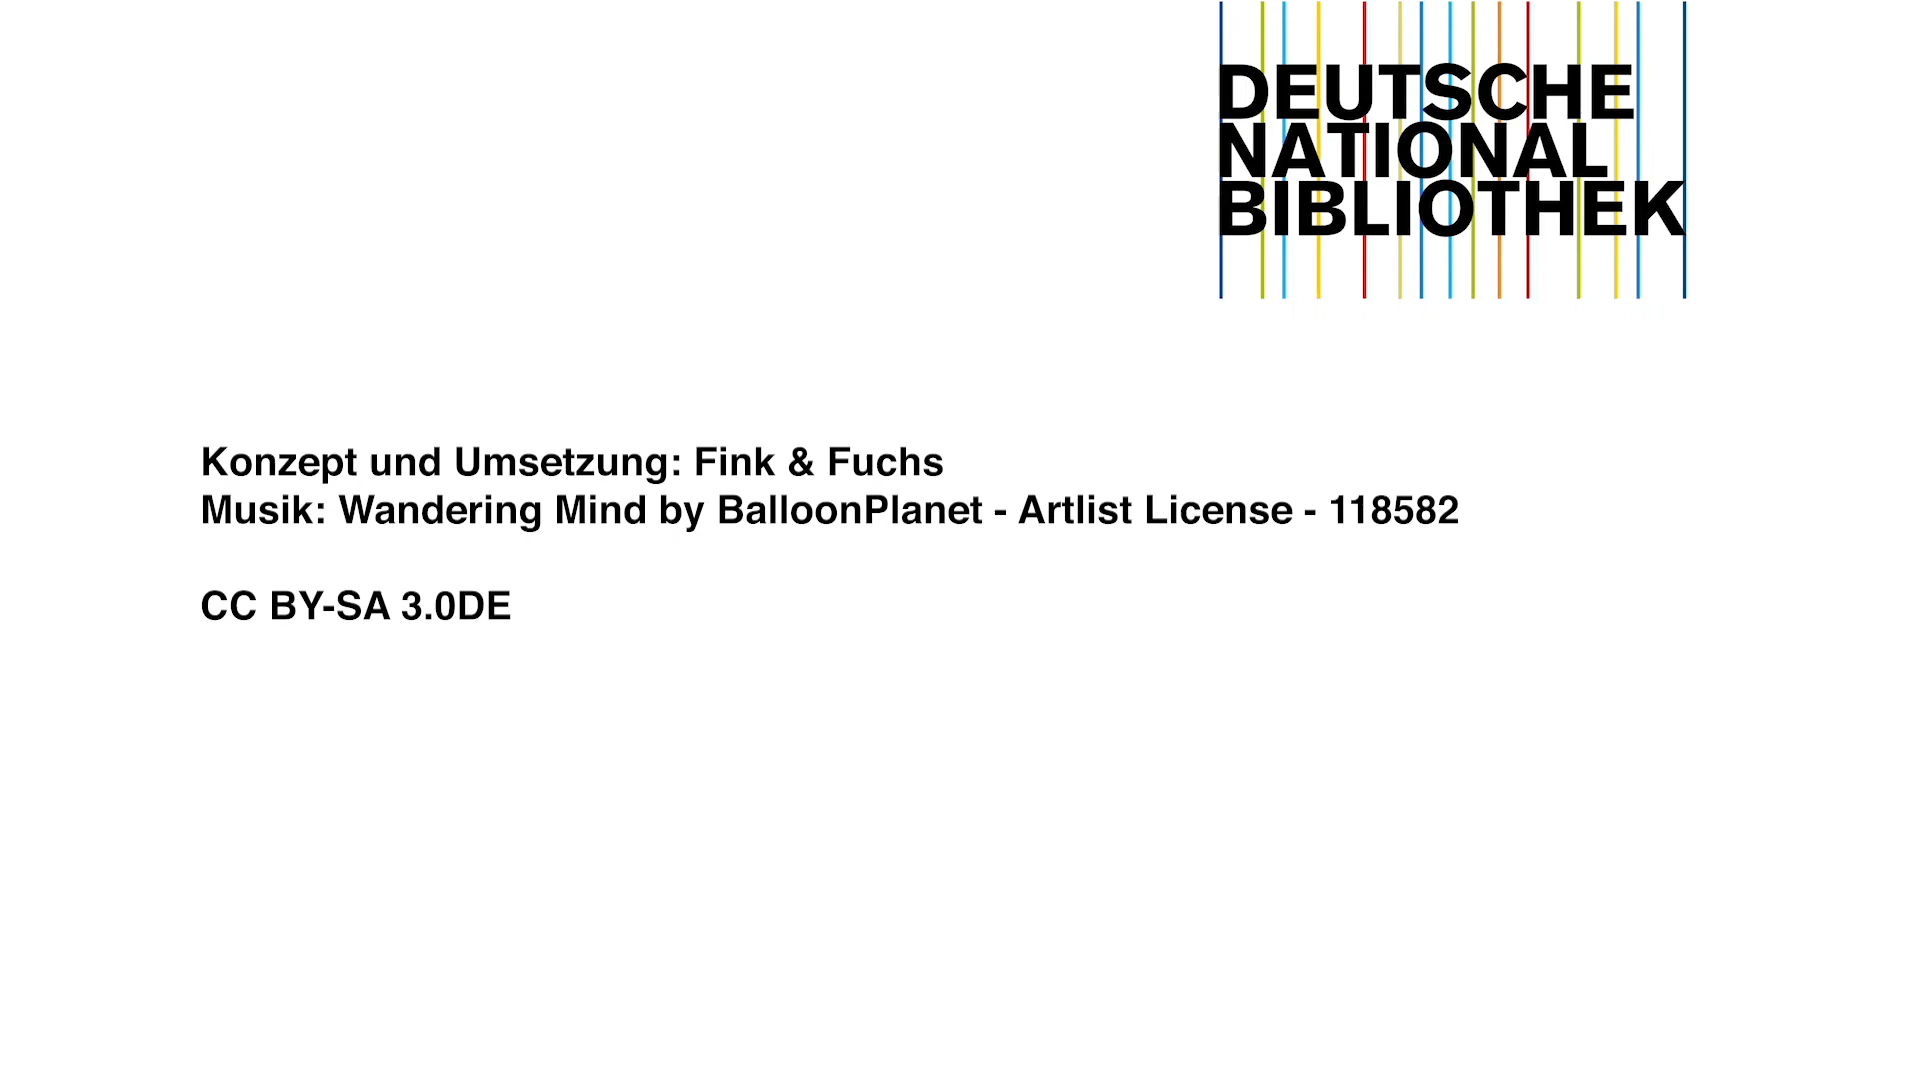 DEUTSCHE
NATIONAL
BIBLIOTHEK
Konzept und Umsetzung: Fink & Fuchs
Musik: Wandering Mind by BalloonPlanet - Artlist License - 118582
CC BY-SA 3.0DE